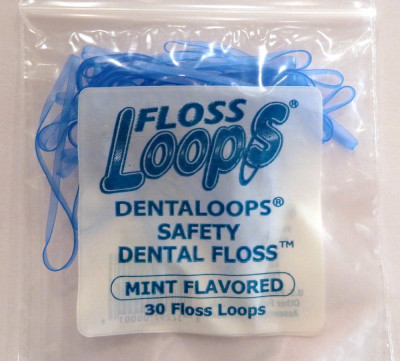 FLOSS
Loops®
DENTALOOPS®
SAFETY
DENTAL FLOSS™
MINT FLAVORED
30 Floss Loops